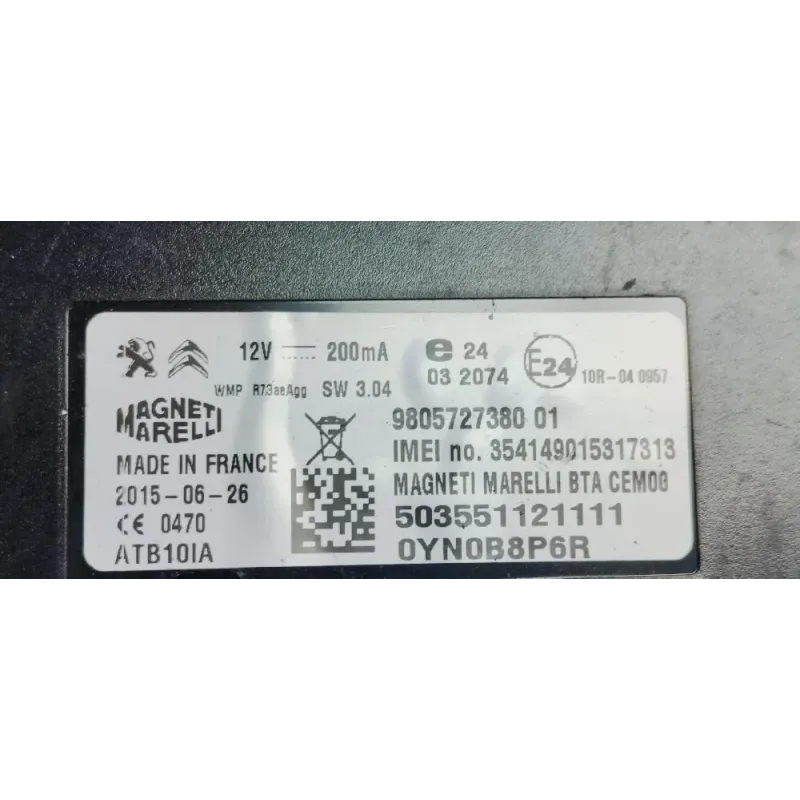 12V 200mA
e 24
03 2074
E24
10R-04 0957
WMP R73aeAgg SW 3.04
MAGNETI
MARELLI
9805727380 01
IMEI no. 354149015317313
MADE IN FRANCE
2015-06-26
MAGNETI MARELLI BTA CEM00
503551121111
CE 0470
ATB10IA
0YN0B8P6R